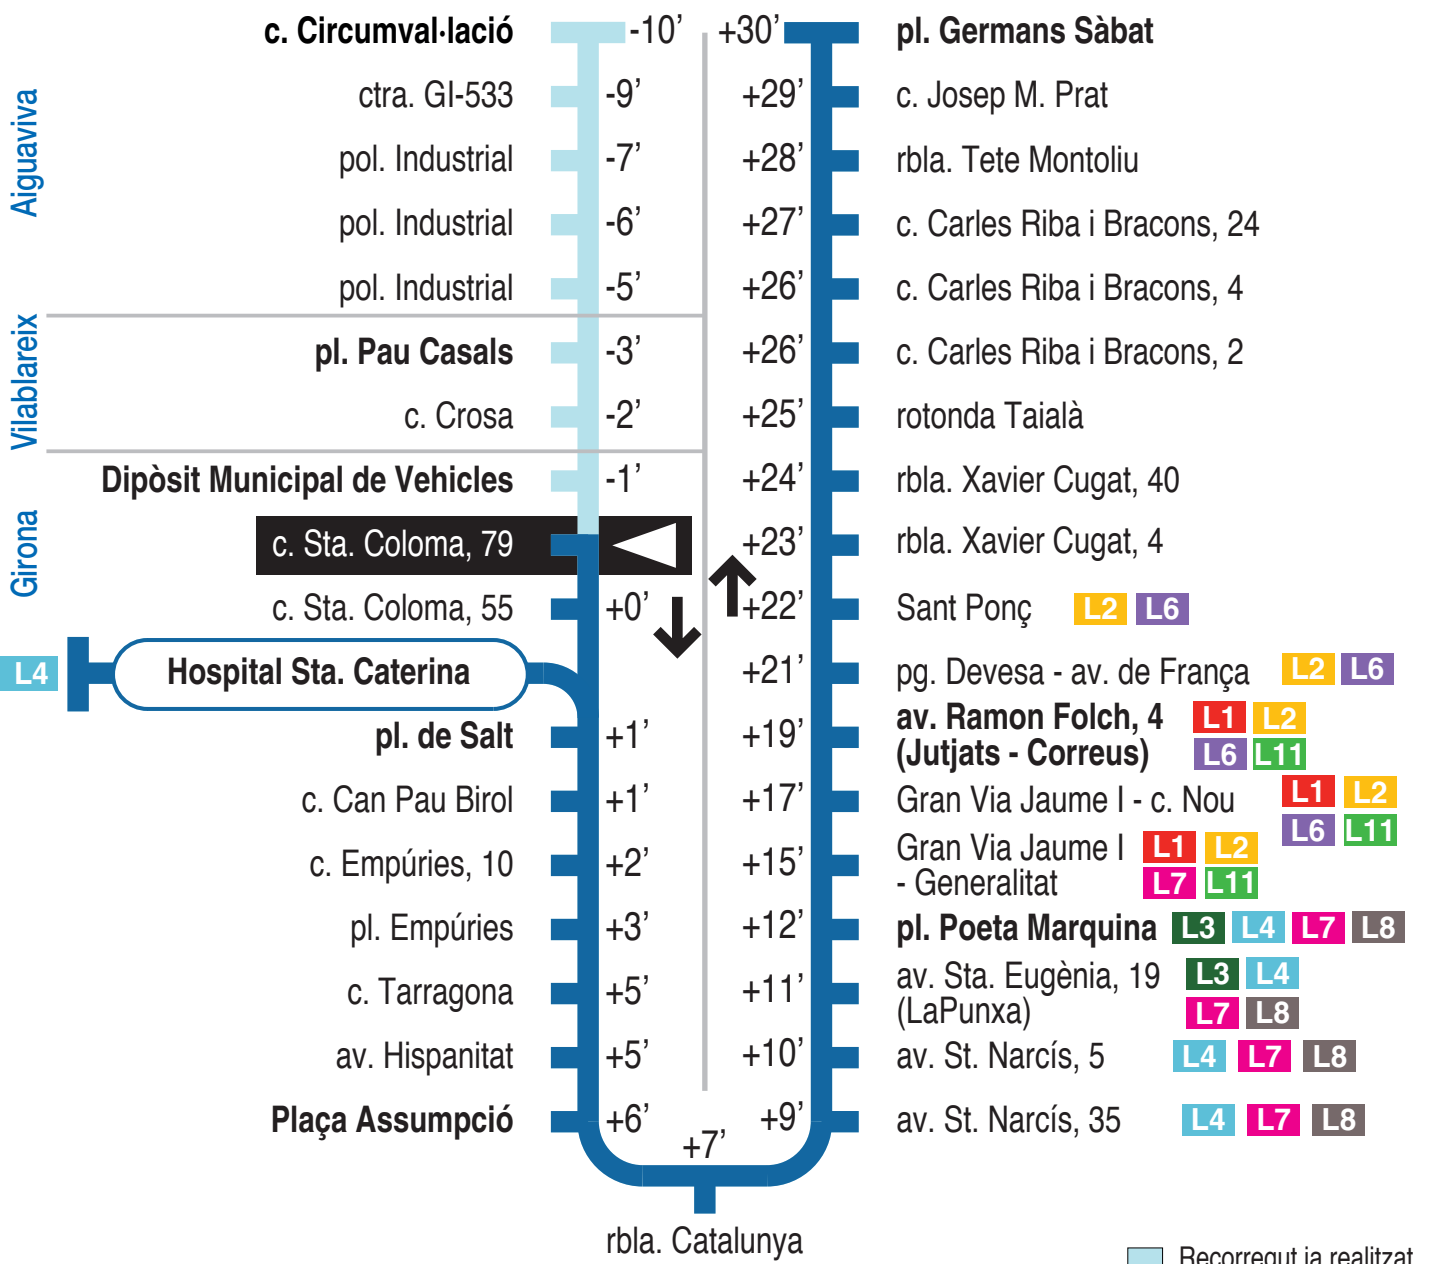 Aiguaviva
c. Circumval·lació -10’
ctra. GI-533 -9’
pol. Industrial -7’
pol. Industrial -6’
pol. Industrial -5’
Vilablareix
pl. Pau Casals -3’
c. Crosa -2’
Girona
Dipòsit Municipal de Vehicles -1’
c. Sta. Coloma, 79
c. Sta. Coloma, 55 +0’
L4 Hospital Sta. Caterina
pl. de Salt +1’
c. Can Pau Birol +1’
c. Empúries, 10 +2’
pl. Empúries +3’
c. Tarragona +5’
av. Hispanitat +5’
Plaça Assumpció +6’
+7’
rbla. Catalunya
+30’ pl. Germans Sàbat
+29’ c. Josep M. Prat
+28’ rbla. Tete Montoliu
+27’ c. Carles Riba i Bracons, 24
+26’ c. Carles Riba i Bracons, 4
+26’ c. Carles Riba i Bracons, 2
+25’ rotonda Taialà
+24’ rbla. Xavier Cugat, 40
+23’ rbla. Xavier Cugat, 4
+22’ Sant Ponç L2 L6
+21’ pg. Devesa - av. de França L2 L6
+19’ av. Ramon Folch, 4 L1 L2
(Jutjats - Correus) L6 L11
+17’ Gran Via Jaume I - c. Nou L1 L2
L6 L11
+15’ Gran Via Jaume I L1 L2
- Generalitat L7 L11
+12’ pl. Poeta Marquina L3 L4 L7 L8
+11’ av. Sta. Eugènia, 19 L3 L4
(LaPunxa) L7 L8
+10’ av. St. Narcís, 5 L4 L7 L8
+9’ av. St. Narcís, 35 L4 L7 L8
Recorregut ja realitzat